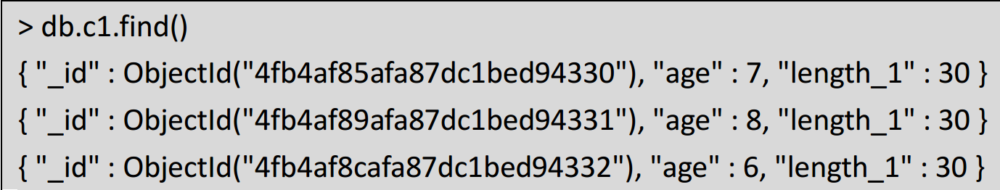 > db.c1.find()
{ "_id" : ObjectId("4fb4af85afa87dc1bed94330"), "age" : 7, "length_1" : 30 }
{ "_id" : ObjectId("4fb4af89afa87dc1bed94331"), "age" : 8, "length_1" : 30 }
{ "_id" : ObjectId("4fb4af8cafa87dc1bed94332"), "age" : 6, "length_1" : 30 }